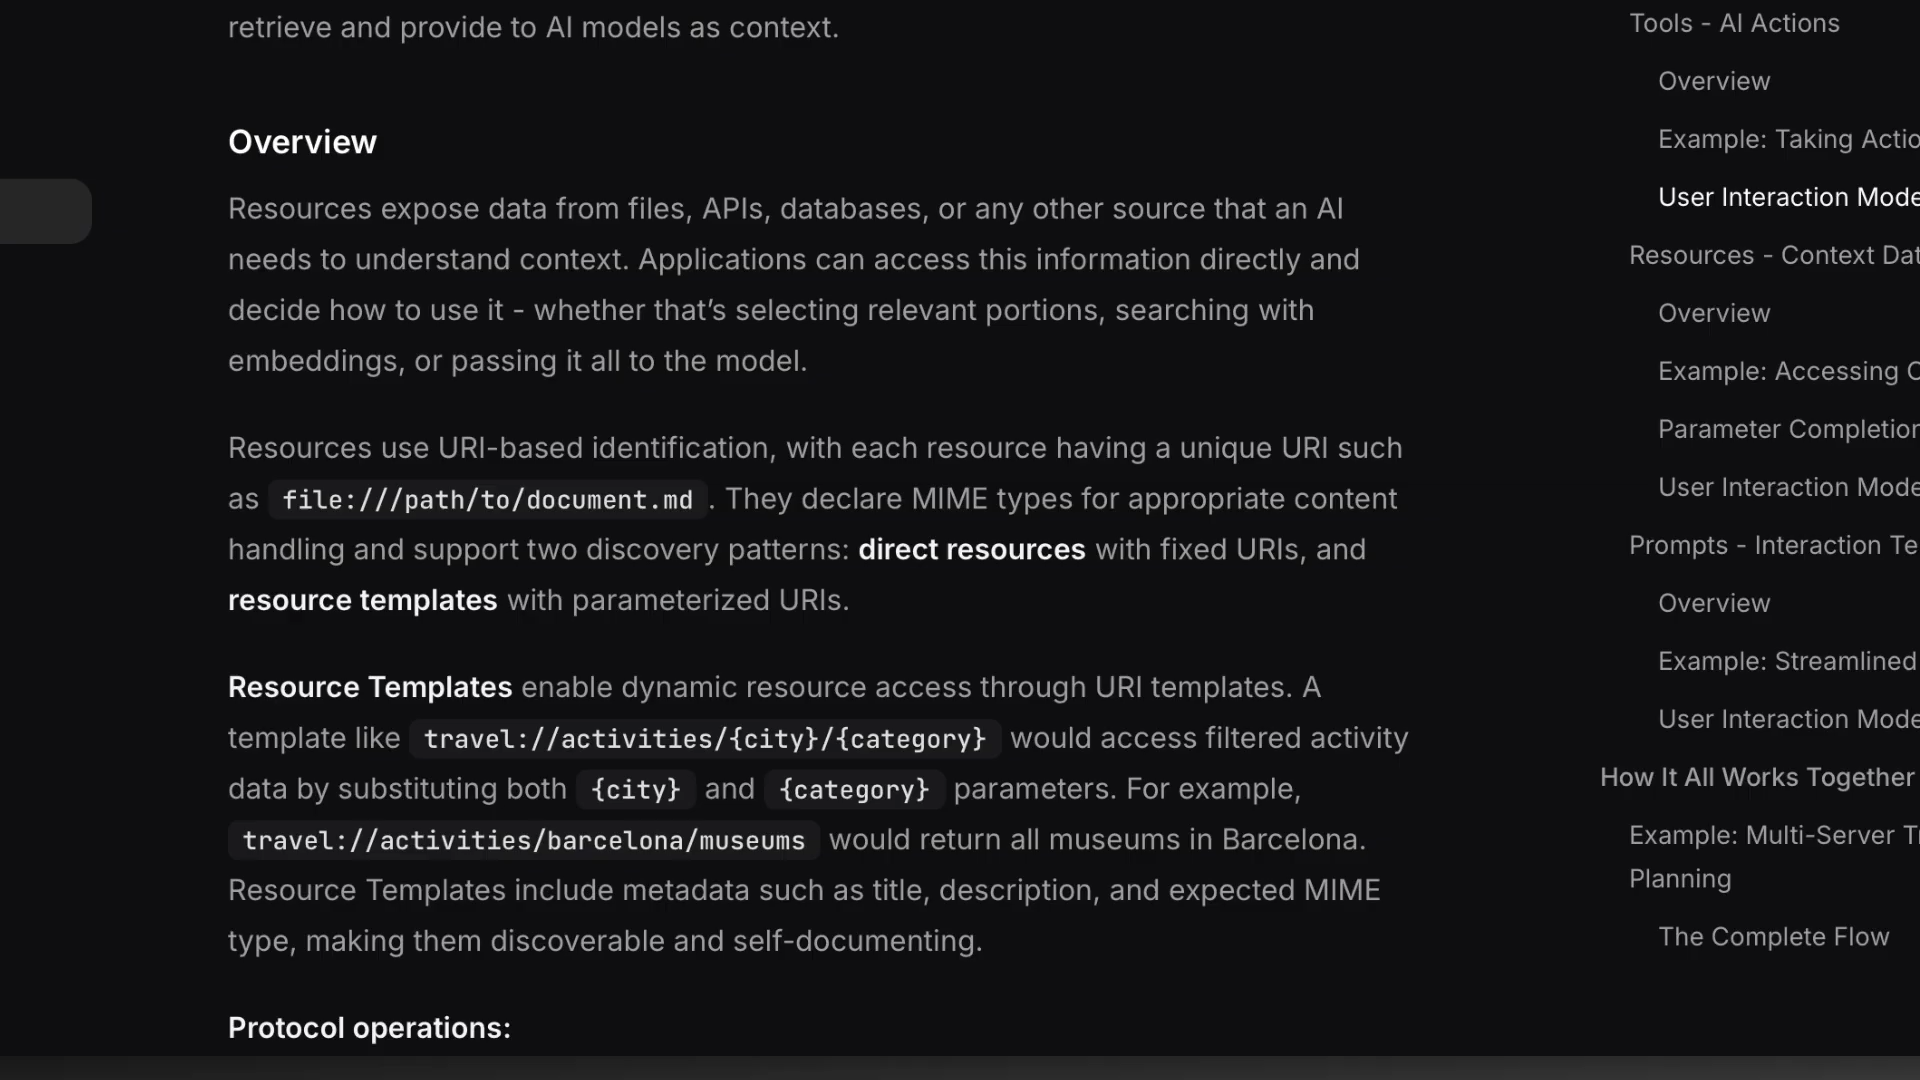 retrieve and provide to AI models as context.
Overview
Resources expose data from files, APIs, databases, or any other source that an AI
needs to understand context. Applications can access this information directly and
decide how to use it - whether that’s selecting relevant portions, searching with
embeddings, or passing it all to the model.
Resources use URI-based identification, with each resource having a unique URI such
as file:///path/to/document.md. They declare MIME types for appropriate content
handling and support two discovery patterns: direct resources with fixed URIs, and
resource templates with parameterized URIs.
Resource Templates enable dynamic resource access through URI templates. A
template like travel://activities/{city}/{category} would access filtered activity
data by substituting both {city} and {category} parameters. For example,
travel://activities/barcelona/museums would return all museums in Barcelona.
Resource Templates include metadata such as title, description, and expected MIME
type, making them discoverable and self-documenting.
Protocol operations:
Tools - AI Actions
Overview
Example: Taking Actio
User Interaction Mode
Resources - Context Dat
Overview
Example: Accessing C
Parameter Completion
User Interaction Mode
Prompts - Interaction Te
Overview
Example: Streamlined
User Interaction Mode
How It All Works Together
Example: Multi-Server Tr
Planning
The Complete Flow